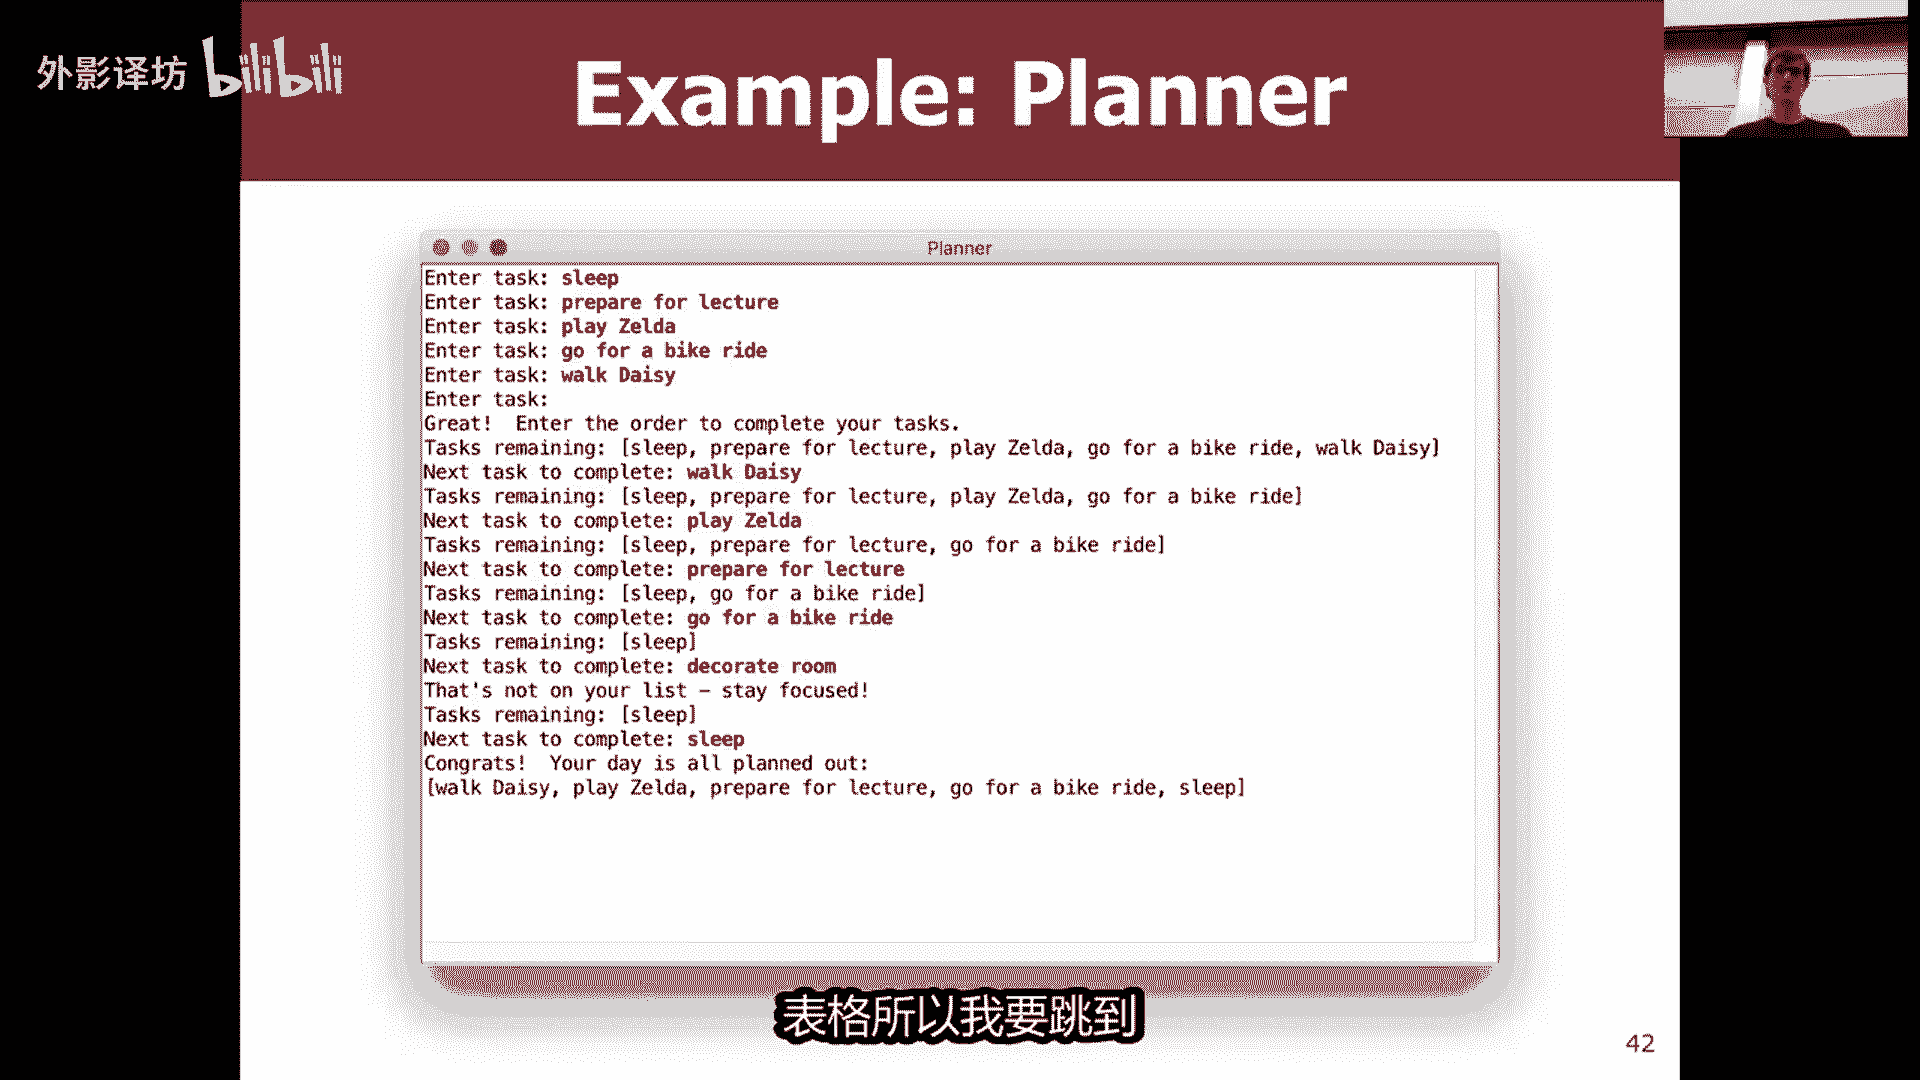 外影译坊 bilibili
Example: Planner
Planner
Enter task: sleep
Enter task: prepare for lecture
Enter task: play Zelda
Enter task: go for a bike ride
Enter task: walk Daisy
Enter task:
Great!  Enter the order to complete your tasks.
Tasks remaining: [sleep, prepare for lecture, play Zelda, go for a bike ride, walk Daisy]
Next task to complete: walk Daisy
Tasks remaining: [sleep, prepare for lecture, play Zelda, go for a bike ride]
Next task to complete: play Zelda
Tasks remaining: [sleep, prepare for lecture, go for a bike ride]
Next task to complete: prepare for lecture
Tasks remaining: [sleep, go for a bike ride]
Next task to complete: go for a bike ride
Tasks remaining: [sleep]
Next task to complete: decorate room
That's not on your list – stay focused!
Tasks remaining: [sleep]
Next task to complete: sleep
Congrats!  Your day is all planned out:
[walk Daisy, play Zelda, prepare for lecture, go for a bike ride, sleep]
表格所以我要跳到
42